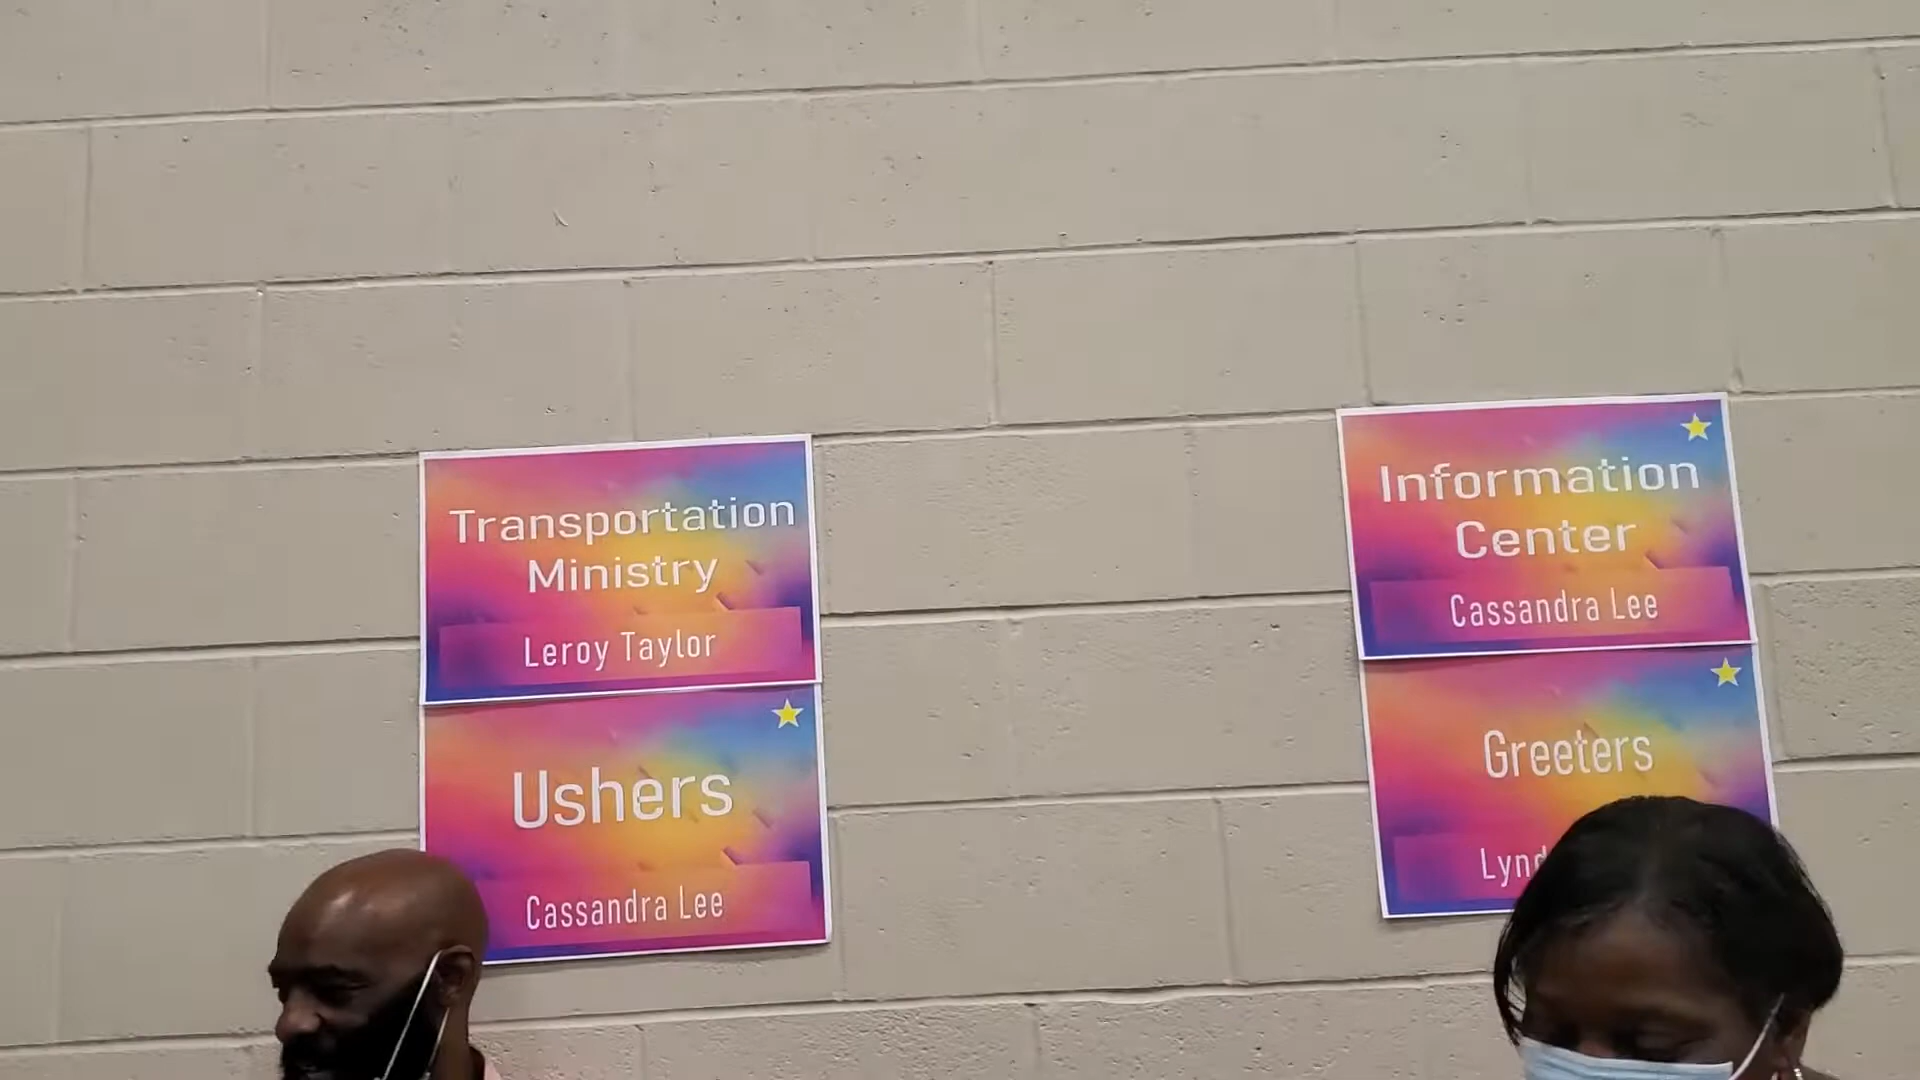 Transportation
Ministry
Leroy Taylor
Ushers
Cassandra Lee
Information
Center
Cassandra Lee
Greeters